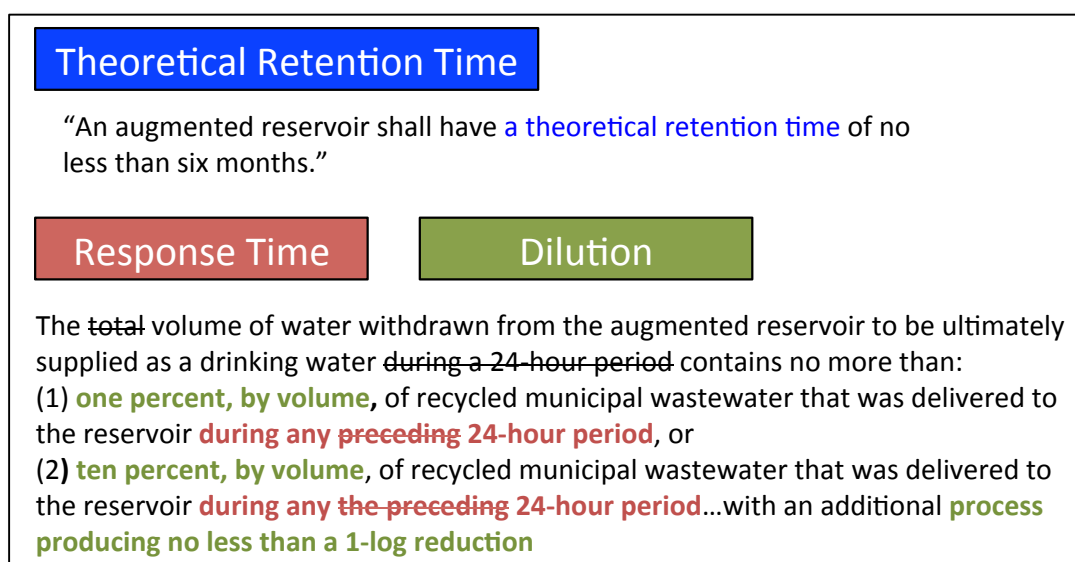 Theoretical Retention Time
“An augmented reservoir shall have a theoretical retention time of no
less than six months.”
Response Time
Dilution
The total volume of water withdrawn from the augmented reservoir to be ultimately
supplied as a drinking water during a 24-hour period contains no more than:
(1) one percent, by volume, of recycled municipal wastewater that was delivered to
the reservoir during any preceding 24-hour period, or
(2) ten percent, by volume, of recycled municipal wastewater that was delivered to
the reservoir during any the preceding 24-hour period…with an additional process
producing no less than a 1-log reduction